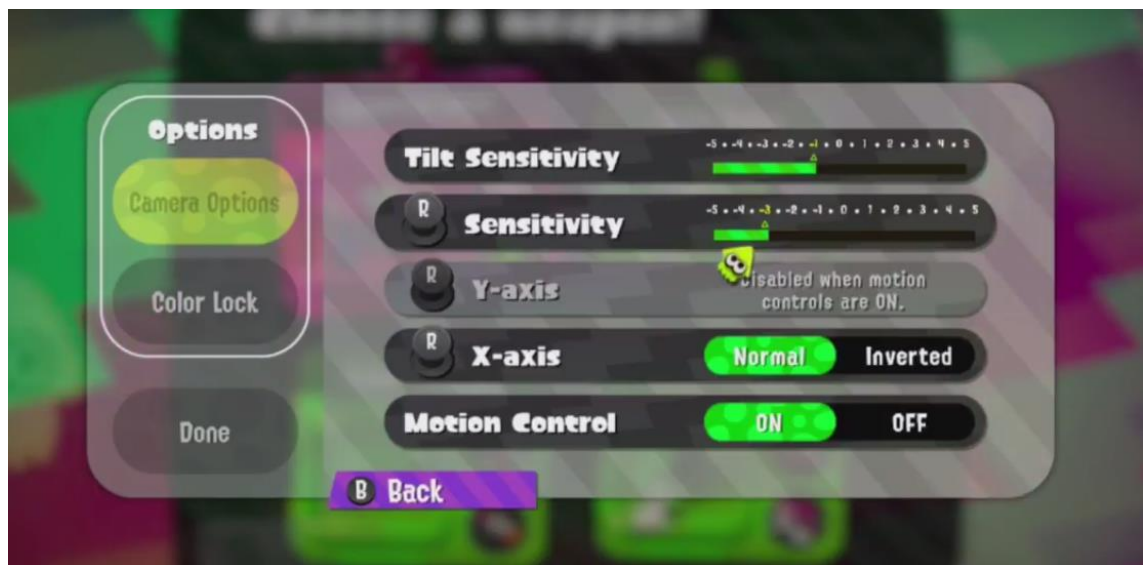 Choose a weapon!
Options
Camera Options
Color Lock
Done
Tilt Sensitivity
-5 • -4 • -3 • -2 • -1 • 0 • 1 • 2 • 3 • 4 • 5
R Sensitivity
-5 • -4 • -3 • -2 • -1 • 0 • 1 • 2 • 3 • 4 • 5
R Y-axis
isabled when motion
controls are ON.
R X-axis
Normal Inverted
Motion Control
ON OFF
B Back